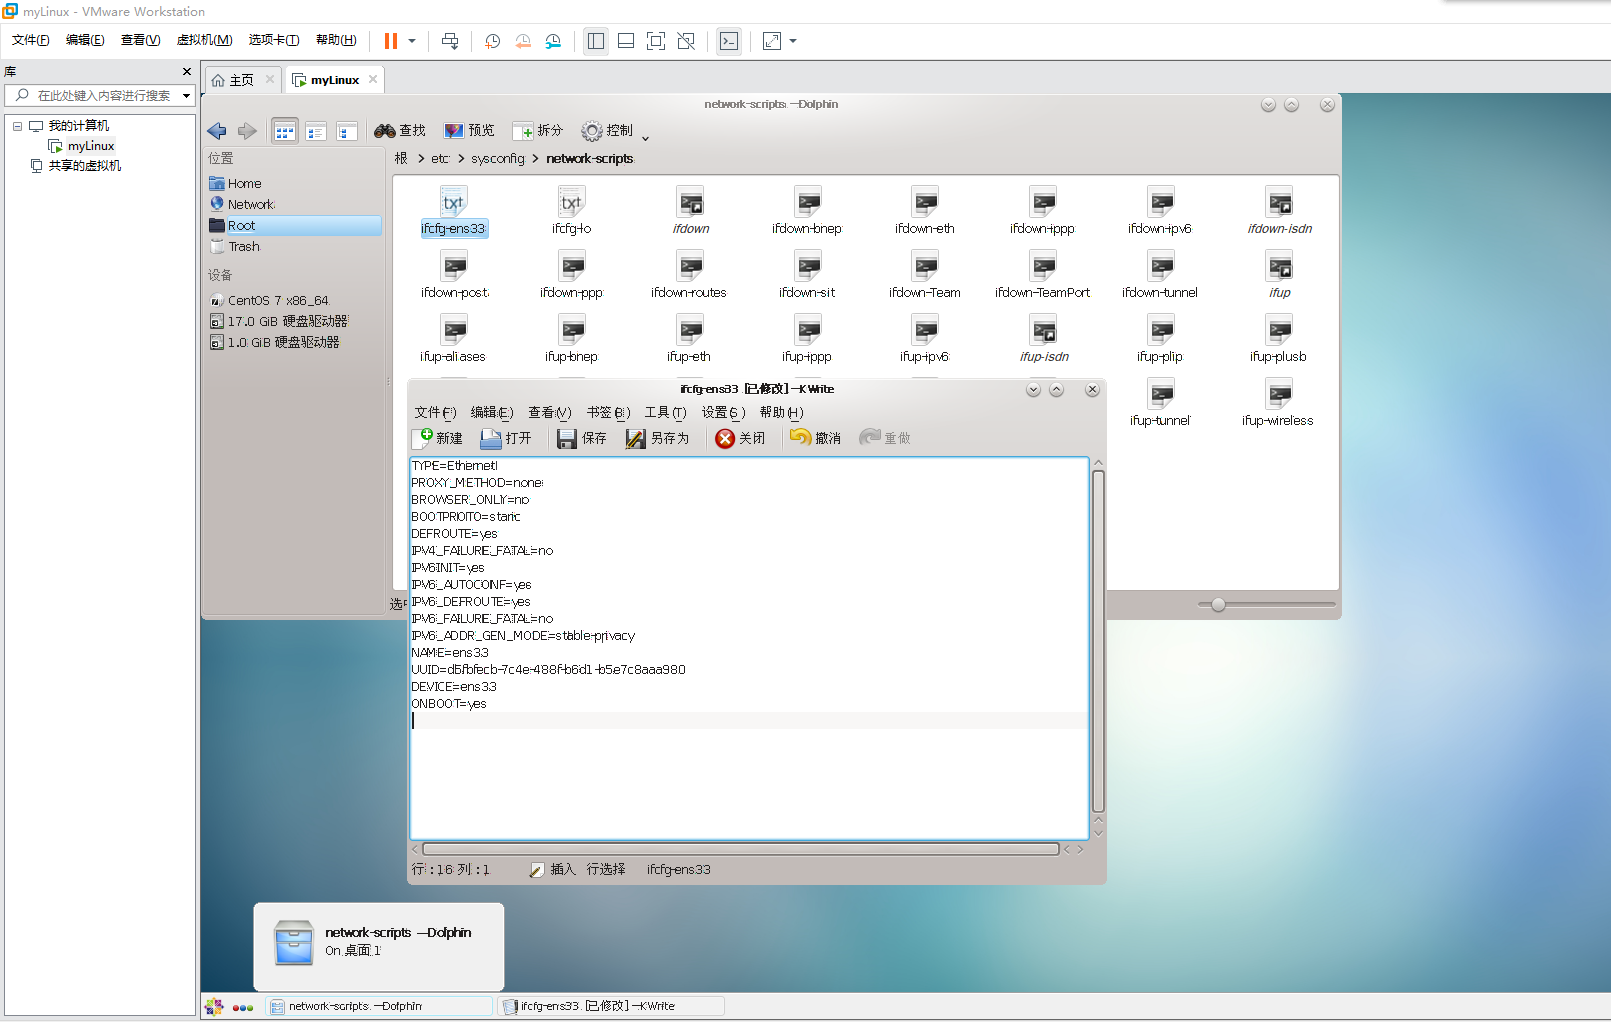 myLinux - VMware Workstation
文件(F) 编辑(E) 查看(V) 虚拟机(M) 选项卡(T) 帮助(H)
库
在此处键入内容进行搜索
我的计算机
myLinux
共享的虚拟机
主页
myLinux
network-scripts — Dolphin
查找 预览 拆分 控制
根 > etc > sysconfig > network-scripts
位置
Home
Network
Root
Trash
设备
CentOS 7 x86_64
17.0 GiB 硬盘驱动器
1.0 GiB 硬盘驱动器
ifcfg-ens33 ifcfg-lo ifdown ifdown-bnep ifdown-eth ifdown-ippp ifdown-ipv6 ifdown-isdn
ifdown-post ifdown-ppp ifdown-routes ifdown-sit ifdown-Team ifdown-TeamPort ifdown-tunnel ifup
ifup-aliases ifup-bnep ifup-eth ifup-ippp ifup-ipv6 ifup-isdn ifup-plip ifup-plusb
ifup-tunnel ifup-wireless
选中
ifcfg-ens33 [已修改] — KWrite
文件(F) 编辑(E) 查看(V) 书签(B) 工具(T) 设置(S) 帮助(H)
新建 打开 保存 另存为 关闭 撤消 重做
TYPE=Ethernet
PROXY_METHOD=none
BROWSER_ONLY=no
BOOTPROTO=static
DEFROUTE=yes
IPV4_FAILURE_FATAL=no
IPV6INIT=yes
IPV6_AUTOCONF=yes
IPV6_DEFROUTE=yes
IPV6_FAILURE_FATAL=no
IPV6_ADDR_GEN_MODE=stable-privacy
NAME=ens33
UUID=d5fbfecb-7c4e-488f-b6d1-b5e7c8aaa980
DEVICE=ens33
ONBOOT=yes
行:16 列:1 插入 行选择 ifcfg-ens33
network-scripts — Dolphin
On 桌面 1
network-scripts — Dolphin
ifcfg-ens33 [已修改] — KWrite